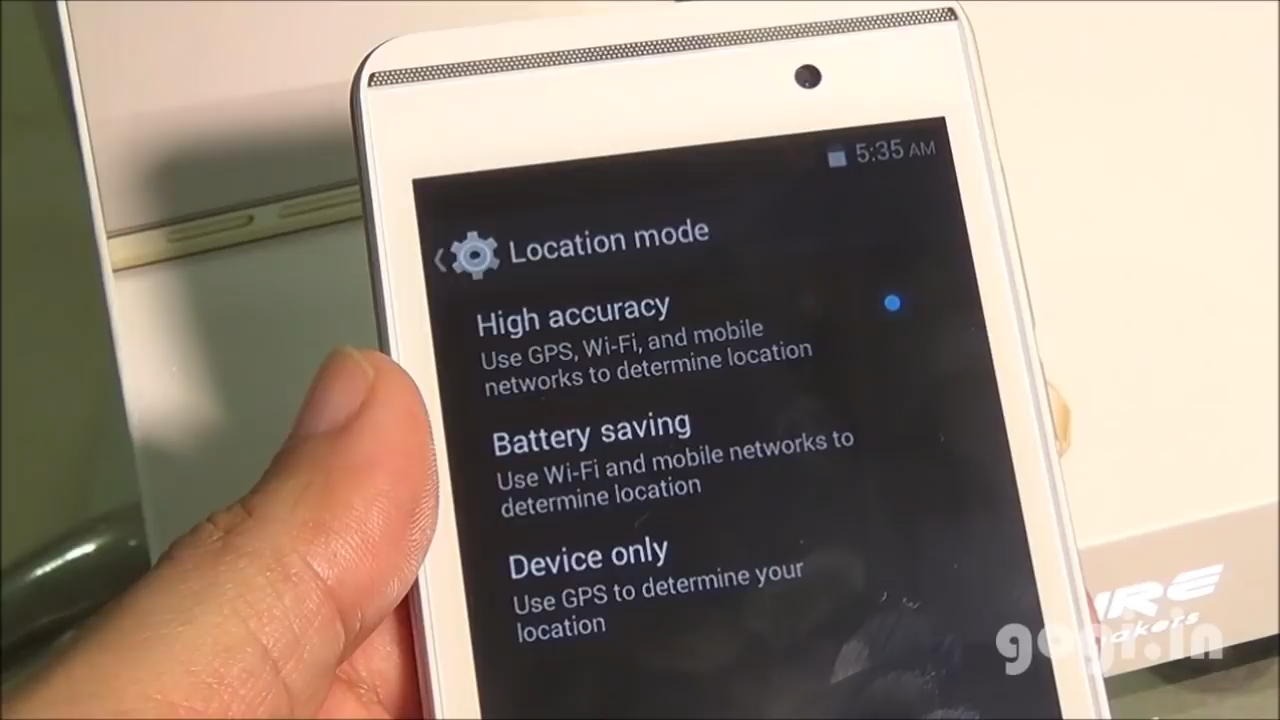 5:35 AM
Location mode
High accuracy
Use GPS, Wi-Fi, and mobile
networks to determine location
Battery saving
Use Wi-Fi and mobile networks to
determine location
Device only
Use GPS to determine your
location
gogi.in